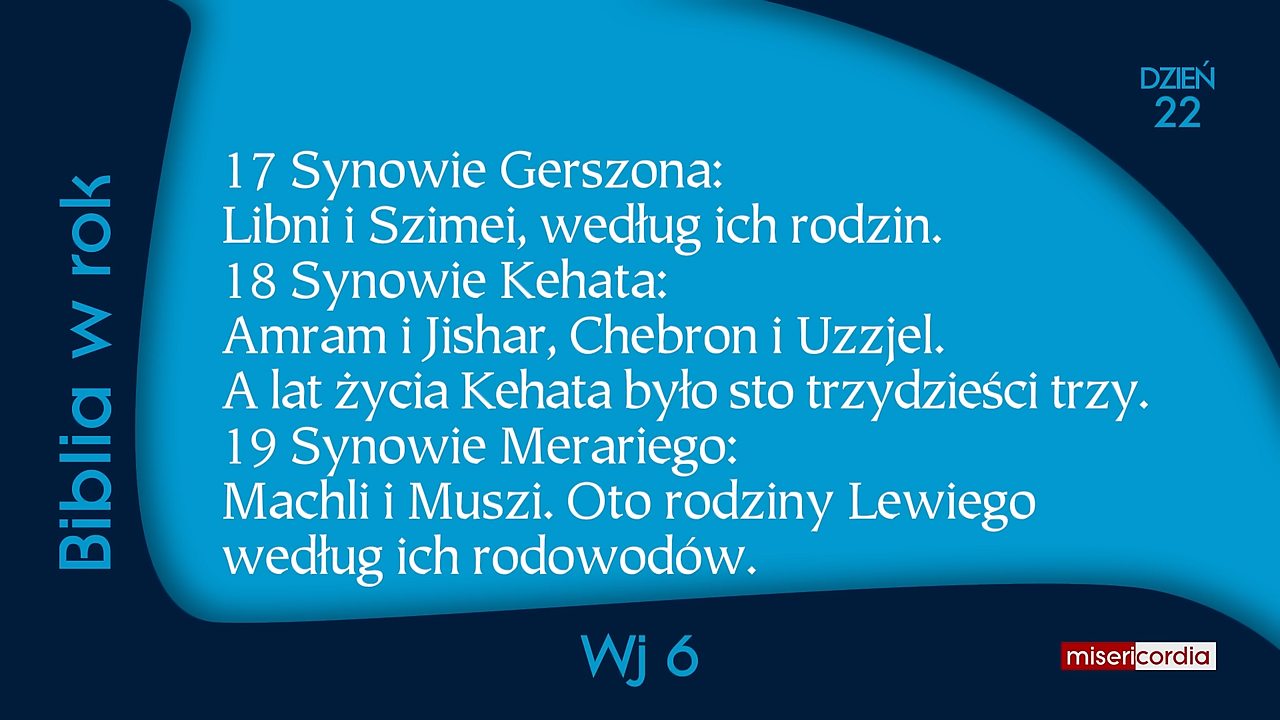 DZIEŃ
22
Biblia w rok
17 Synowie Gerszona:
Libni i Szimei, według ich rodzin.
18 Synowie Kehata:
Amram i Jishar, Chebron i Uzzjel.
A lat życia Kehata było sto trzydzieści trzy.
19 Synowie Merariego:
Machli i Muszi. Oto rodziny Lewiego
według ich rodowodów.
Wj 6
misericordia